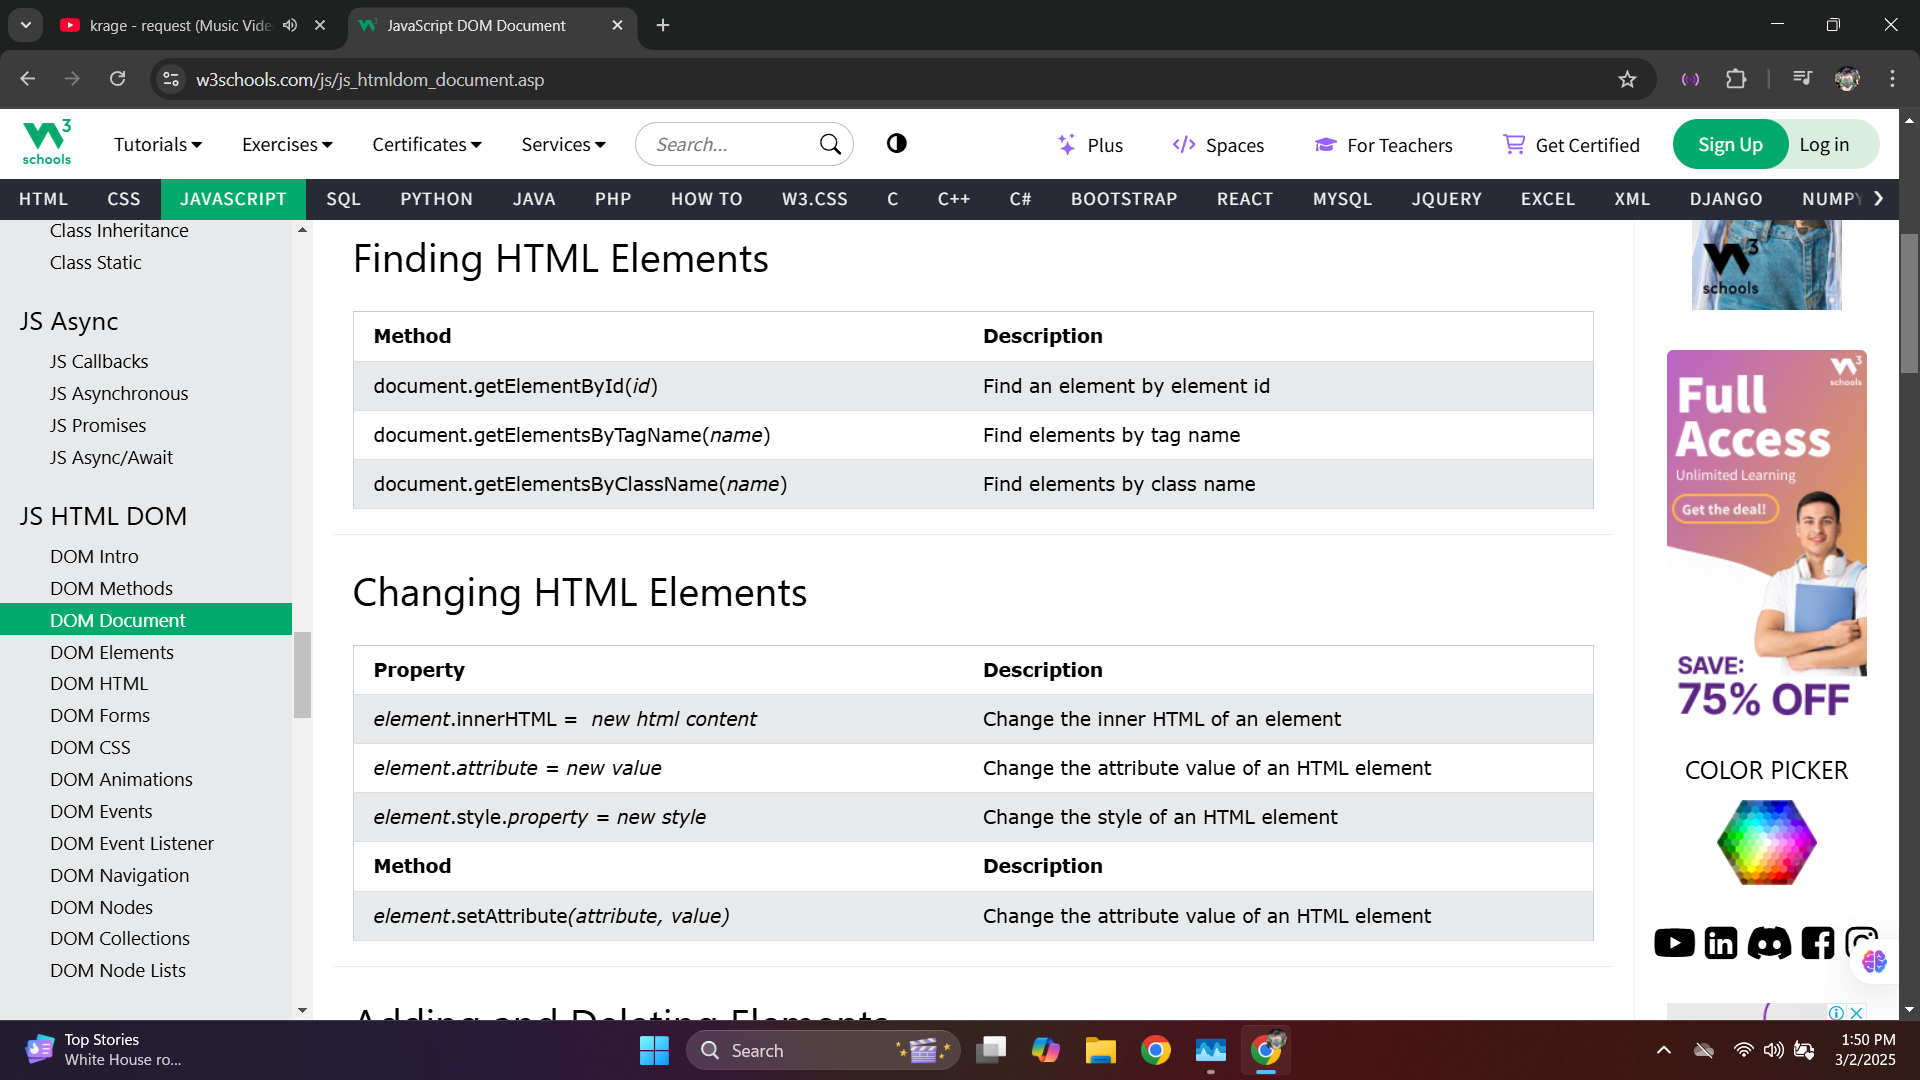 krage - request (Music Vide
JavaScript DOM Document
w3schools.com/js/js_htmldom_document.asp
3
schools
Tutorials
Exercises
Certificates
Services
Search...
Plus
Spaces
For Teachers
Get Certified
Sign Up
Log in
HTML
CSS
JAVASCRIPT
SQL
PYTHON
JAVA
PHP
HOW TO
W3.CSS
C
C++
C#
BOOTSTRAP
REACT
MYSQL
JQUERY
EXCEL
XML
DJANGO
NUMPY
Class Inheritance
Class Static
JS Async
JS Callbacks
JS Asynchronous
JS Promises
JS Async/Await
JS HTML DOM
DOM Intro
DOM Methods
DOM Document
DOM Elements
DOM HTML
DOM Forms
DOM CSS
DOM Animations
DOM Events
DOM Event Listener
DOM Navigation
DOM Nodes
DOM Collections
DOM Node Lists
Finding HTML Elements
Method Description
document.getElementById(id) Find an element by element id
document.getElementsByTagName(name) Find elements by tag name
document.getElementsByClassName(name) Find elements by class name
Changing HTML Elements
Property Description
element.innerHTML = new html content Change the inner HTML of an element
element.attribute = new value Change the attribute value of an HTML element
element.style.property = new style Change the style of an HTML element
Method Description
element.setAttribute(attribute, value) Change the attribute value of an HTML element
Adding and Deleting Elements
3
schools
3
schools
Full
Access
Unlimited Learning
Get the deal!
SAVE:
75% OFF
COLOR PICKER
Top Stories
White House ro...
Search
1:50 PM
3/2/2025